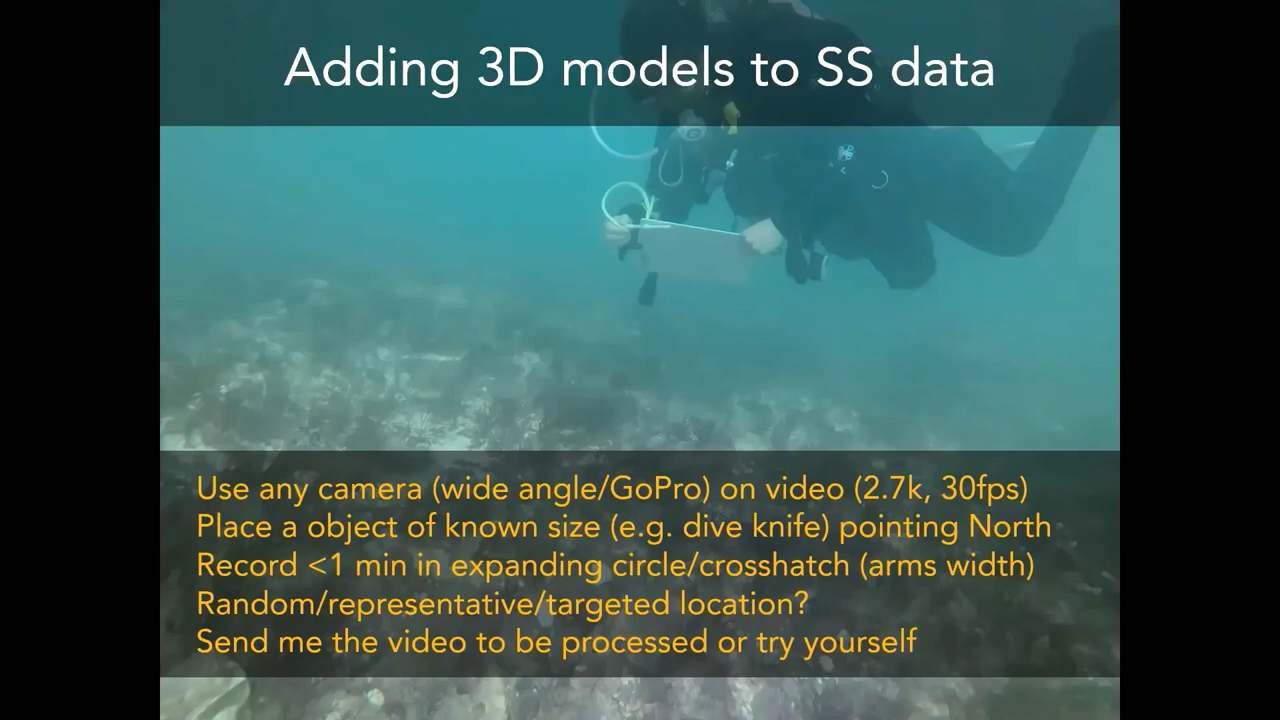 Adding 3D models to SS data
Use any camera (wide angle/GoPro) on video (2.7k, 30fps)
Place a object of known size (e.g. dive knife) pointing North
Record <1 min in expanding circle/crosshatch (arms width)
Random/representative/targeted location?
Send me the video to be processed or try yourself